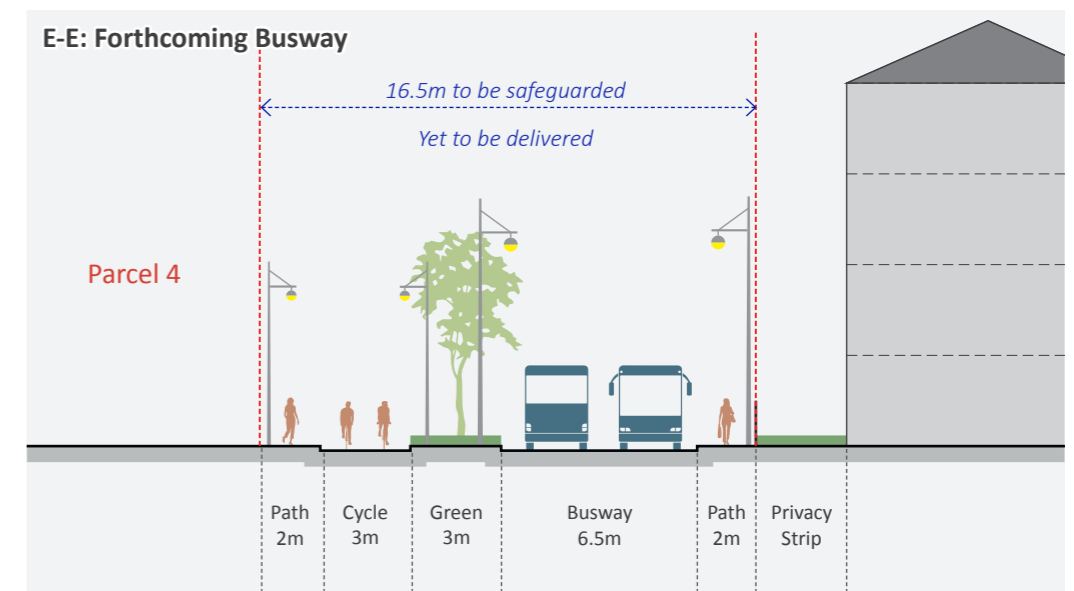 E-E: Forthcoming Busway
16.5m to be safeguarded
Yet to be delivered
Parcel 4
Path
2m
Cycle
3m
Green
3m
Busway
6.5m
Path
2m
Privacy
Strip